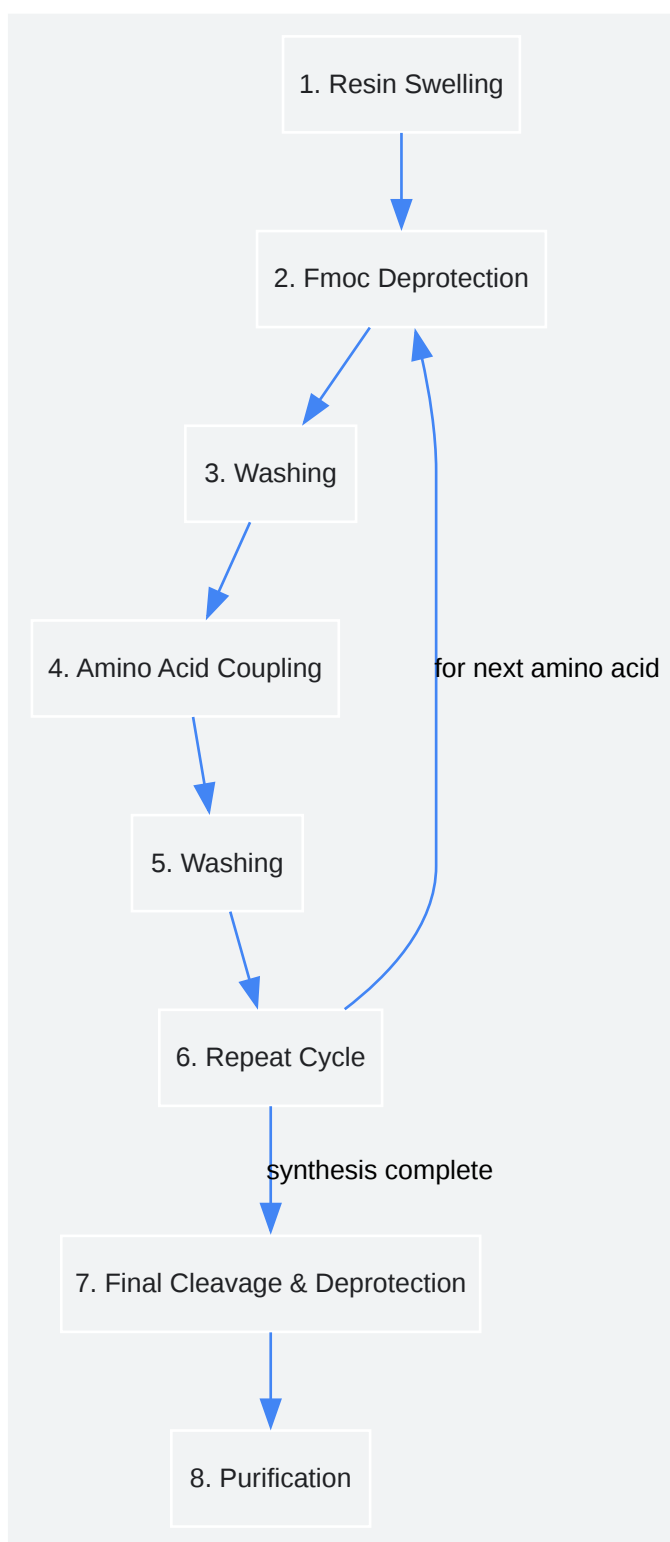 1. Resin Swelling
2. Fmoc Deprotection
3. Washing
4. Amino Acid Coupling
for next amino acid
5. Washing
6. Repeat Cycle
synthesis complete
7. Final Cleavage & Deprotection
8. Purification